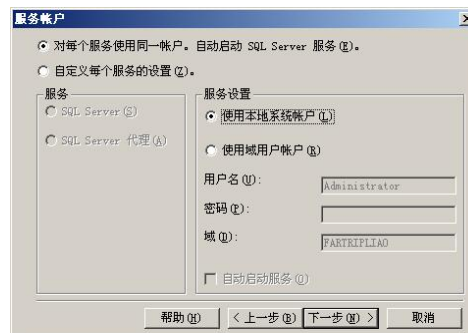 服务帐户
对每个服务使用同一帐户。自动启动 SQL Server 服务(E)。
自定义每个服务的设置(Z)。
服务
SQL Server(S)
SQL Server 代理(A)
服务设置
使用本地系统帐户(L)
使用域用户帐户(R)
用户名(U):
Administrator
密码(P):
域(D):
FARTRIPLIAO
自动启动服务(O)
帮助(H)
< 上一步(B)
下一步(N) >
取消